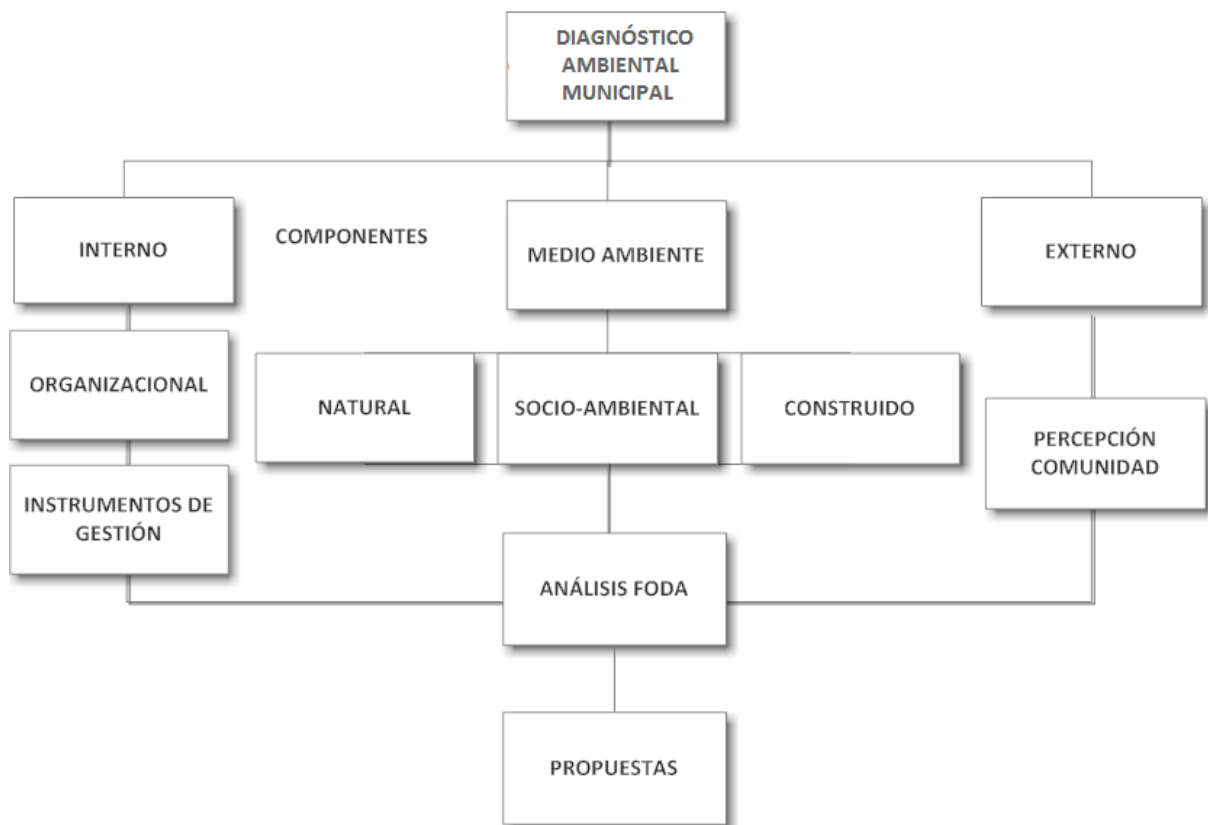 DIAGNÓSTICO
AMBIENTAL
MUNICIPAL
INTERNO
COMPONENTES
MEDIO AMBIENTE
EXTERNO
ORGANIZACIONAL
NATURAL
SOCIO-AMBIENTAL
CONSTRUIDO
PERCEPCIÓN
COMUNIDAD
INSTRUMENTOS DE
GESTIÓN
ANÁLISIS FODA
PROPUESTAS